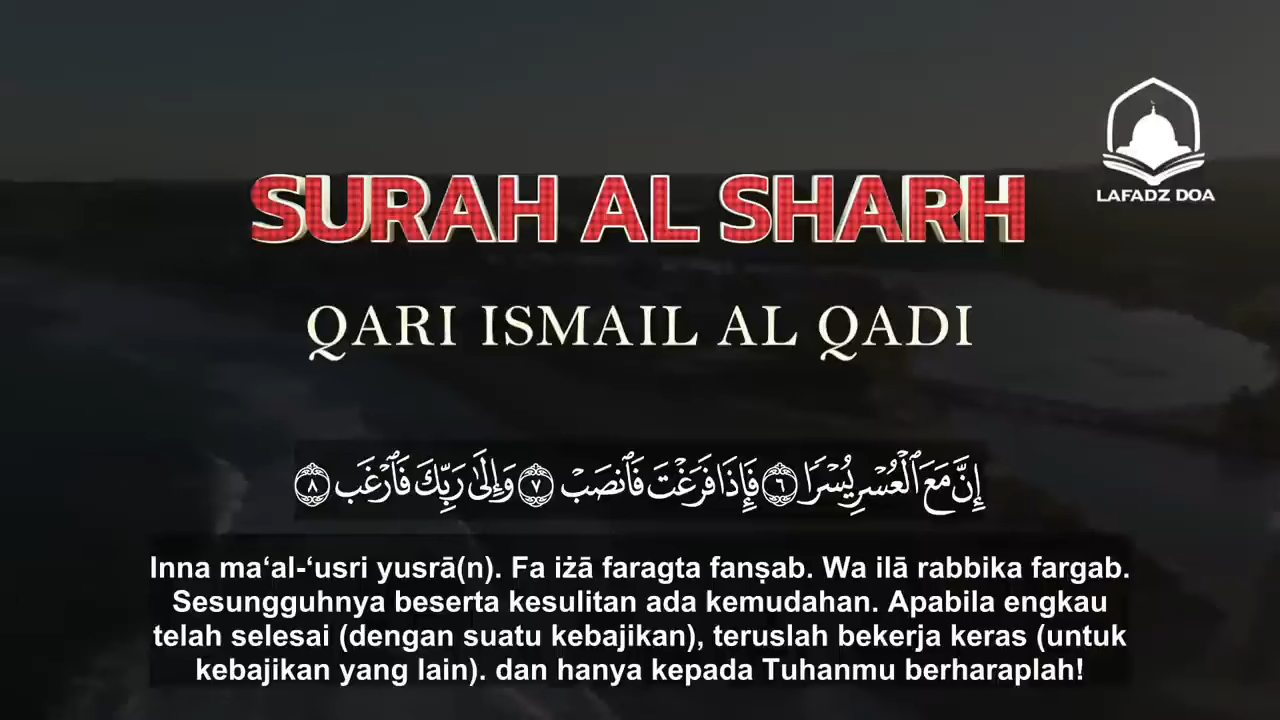 LAFADZ DOA
SURAH AL SHARH
QARI ISMAIL AL QADI
إِنَّ مَعَ ٱلْعُسْرِ يُسْرًا ۝٦ فَإِذَا فَرَغْتَ فَٱنصَبْ ۝٧ وَإِلَىٰ رَبِّكَ فَٱرْغَب ۝٨
Inna ma‘al-‘usri yusrā(n). Fa iżā faragta fanṣab. Wa ilā rabbika fargab.
Sesungguhnya beserta kesulitan ada kemudahan. Apabila engkau
telah selesai (dengan suatu kebajikan), teruslah bekerja keras (untuk
kebajikan yang lain). dan hanya kepada Tuhanmu berharaplah!